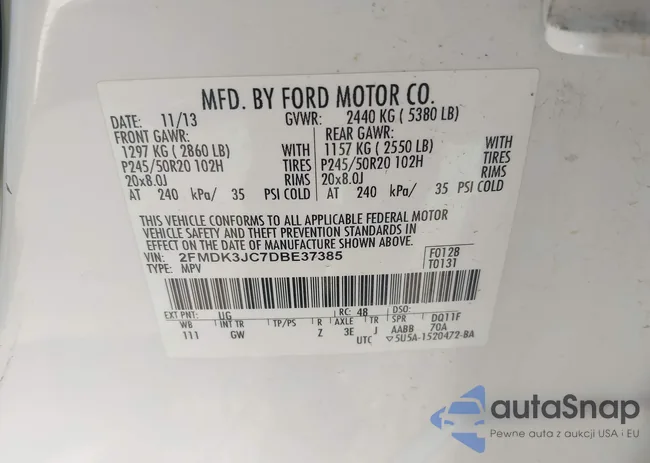 MFD. BY FORD MOTOR CO.
DATE: 11/13 GVWR: 2440 KG ( 5380 LB)
FRONT GAWR: REAR GAWR:
1297 KG ( 2860 LB) WITH 1157 KG ( 2550 LB) WITH
P245/50R20 102H TIRES P245/50R20 102H TIRES
20x8.0J RIMS 20x8.0J RIMS
AT 240 kPa/ 35 PSI COLD AT 240 kPa/ 35 PSI COLD
THIS VEHICLE CONFORMS TO ALL APPLICABLE FEDERAL MOTOR
VEHICLE SAFETY AND THEFT PREVENTION STANDARDS IN
EFFECT ON THE DATE OF MANUFACTURE SHOWN ABOVE.
VIN: 2FMDK3JC7DBE37385 F0128
TYPE: MPV T0131
EXT PNT: UG RC: 48 DSO:
WB INT TR TP/PS R AXLE TR SPR DQ11F
111 GW Z 3E J AABB 70A
UTC ▽5U5A-1520472-BA
autoSnap
Pewne auta z aukcji USA i EU